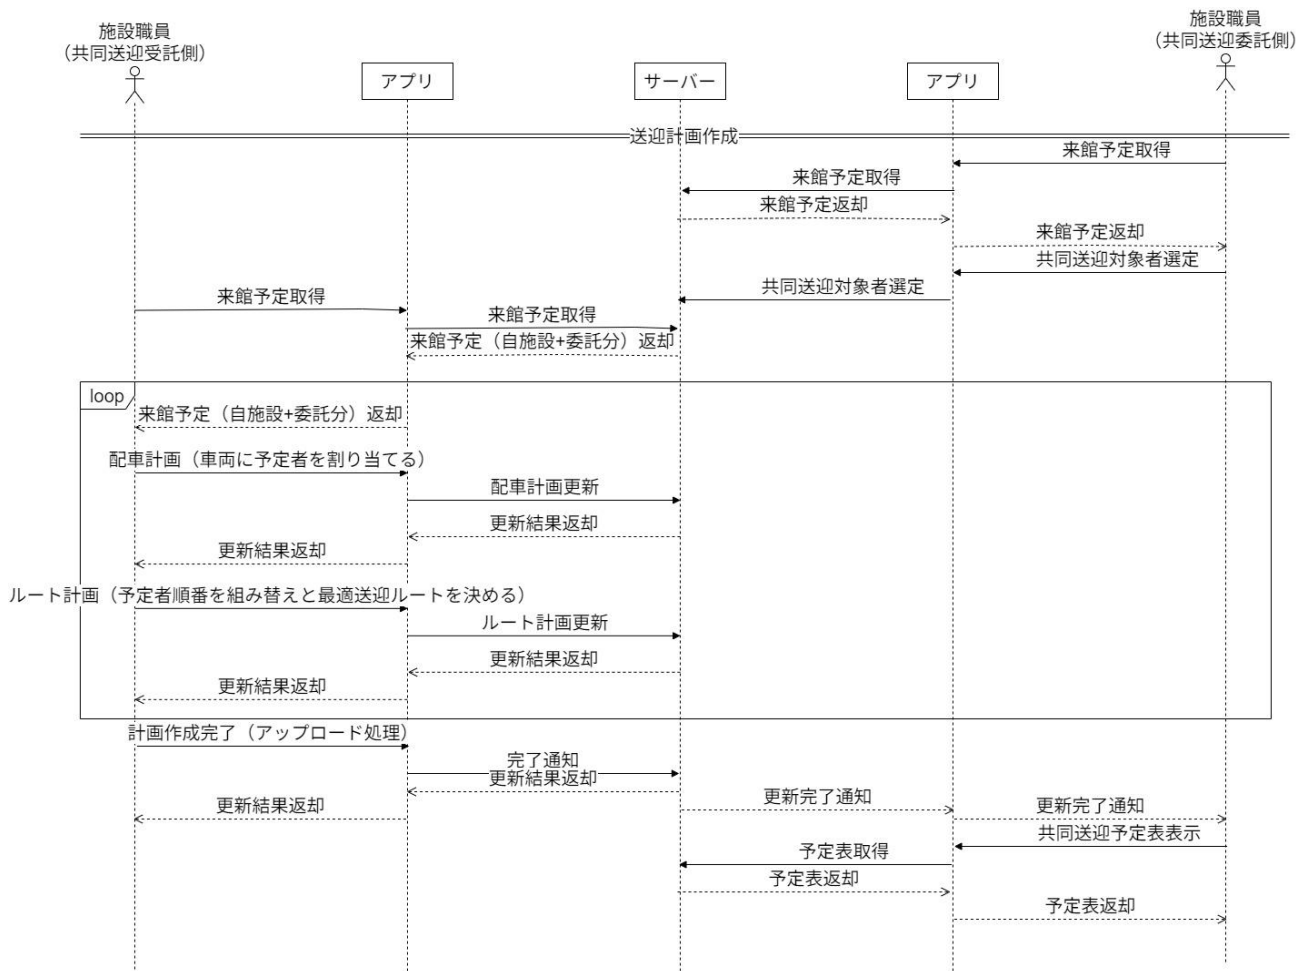 施設職員
（共同送迎受託側）
アプリ
サーバー
アプリ
施設職員
（共同送迎委託側）
送迎計画作成
来館予定取得
来館予定取得
来館予定返却
来館予定返却
共同送迎対象者選定
共同送迎対象者選定
来館予定取得
来館予定取得
来館予定（自施設+委託分）返却
loop
来館予定（自施設+委託分）返却
配車計画（車両に予定者を割り当てる）
配車計画更新
更新結果返却
更新結果返却
ルート計画（予定者順番を組み替えと最適送迎ルートを決める）
ルート計画更新
更新結果返却
更新結果返却
計画作成完了（アップロード処理）
完了通知
更新結果返却
更新結果返却
更新完了通知
更新完了通知
共同送迎予定表表示
予定表取得
予定表返却
予定表返却